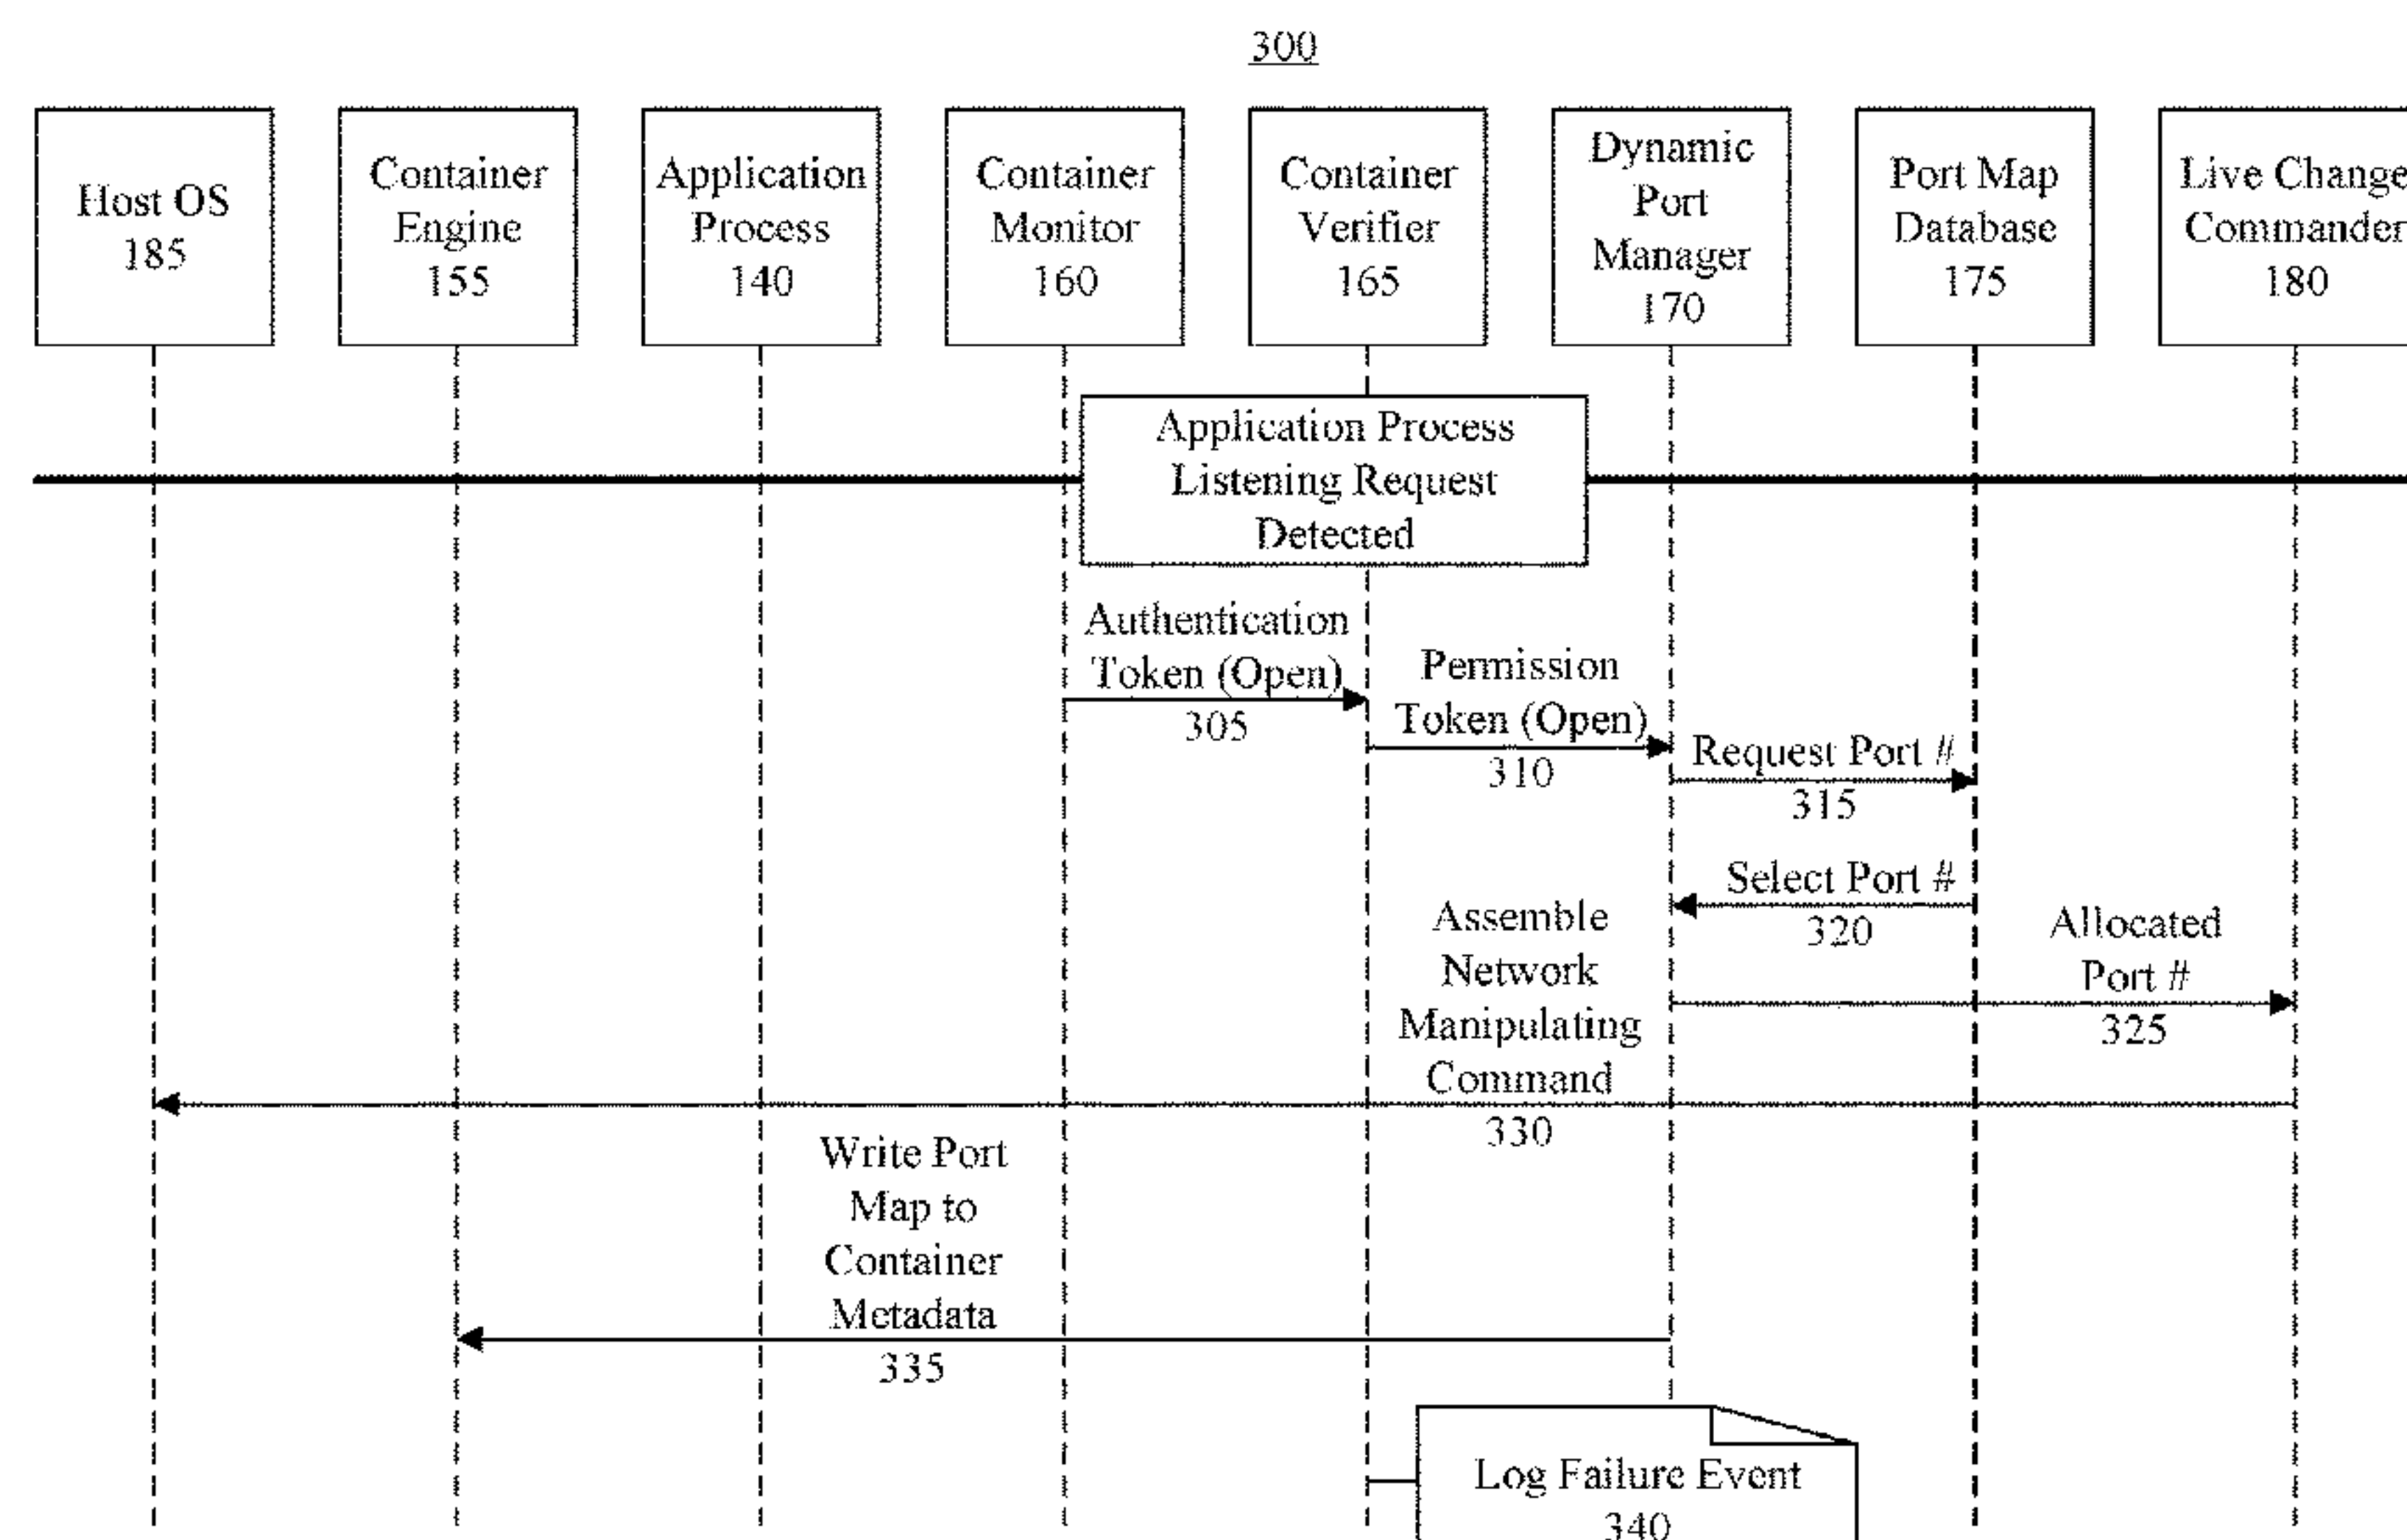 300
Host OS
185
Container
Engine
155
Application
Process
140
Container
Monitor
160
Container
Verifier
165
Dynamic
Port
Manager
170
Port Map
Database
175
Live Change
Commander
180
Application Process
Listening Request
Detected
Authentication
Token (Open)
305
Permission
Token (Open)
310
Request Port #
315
Select Port #
320
Allocated
Port #
325
Assemble
Network
Manipulating
Command
330
Write Port
Map to
Container
Metadata
335
Log Failure Event
340